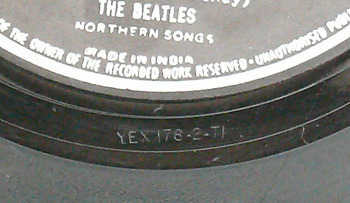 THE BEATLES
NORTHERN SONGS
MADE IN INDIA
OF THE OWNER OF THE RECORDED WORK RESERVED - UNAUTHORISED
YEX 178-2-T1